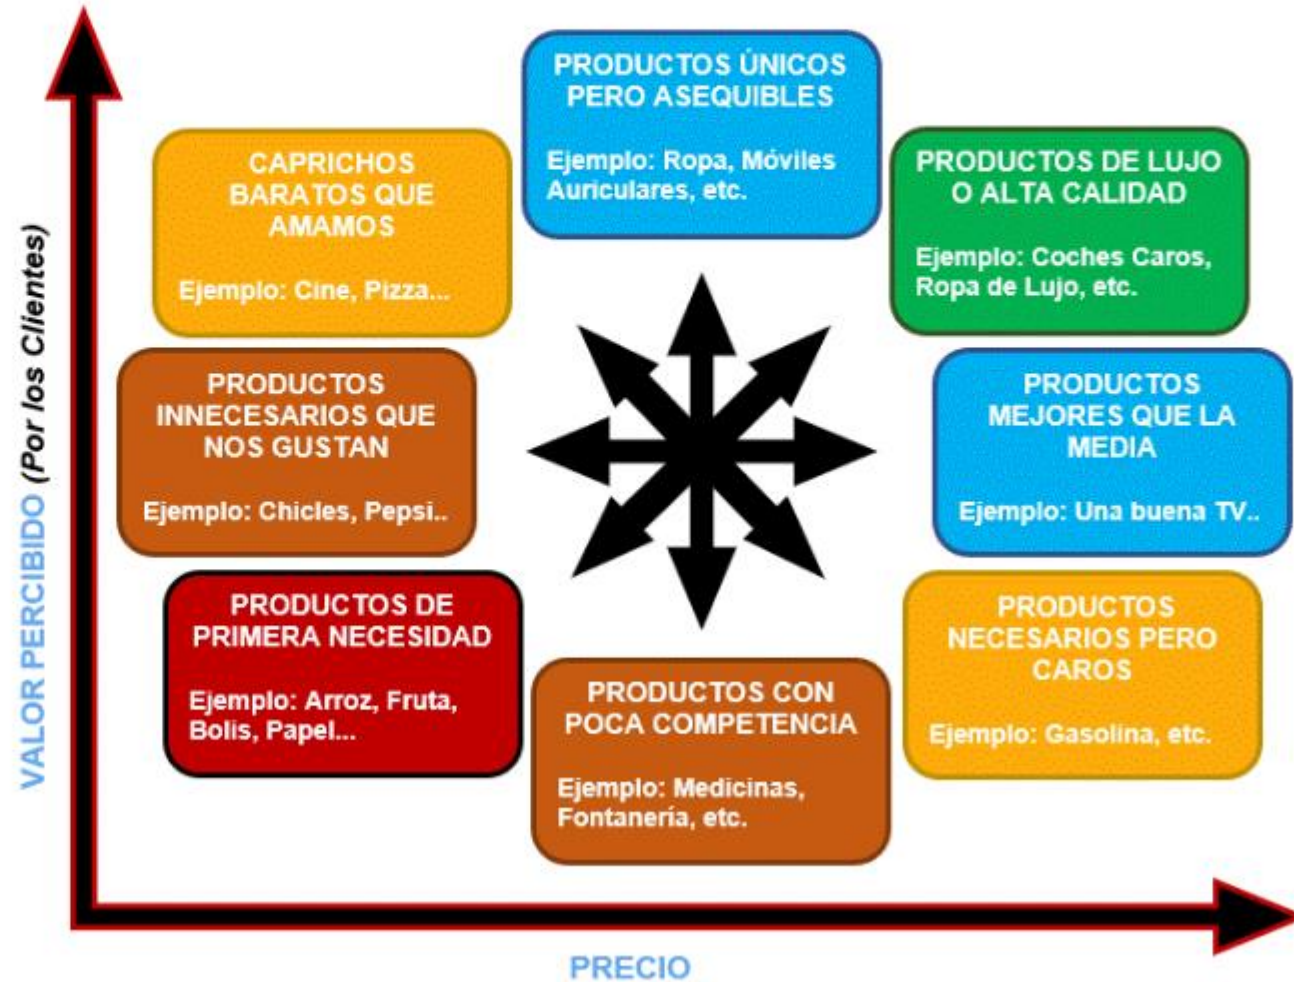 PRODUCTOS ÚNICOS
PERO ASEQUIBLES
Ejemplo: Ropa, Móviles
Auriculares, etc.
CAPRICHOS
BARATOS QUE
AMAMOS
Ejemplo: Cine, Pizza...
PRODUCTOS DE LUJO
O ALTA CALIDAD
Ejemplo: Coches Caros,
Ropa de Lujo, etc.
PRODUCTOS
INNECESARIOS QUE
NOS GUSTAN
Ejemplo: Chicles, Pepsi..
PRODUCTOS
MEJORES QUE LA
MEDIA
Ejemplo: Una buena TV..
PRODUCTOS DE
PRIMERA NECESIDAD
Ejemplo: Arroz, Fruta,
Bolis, Papel...
PRODUCTOS CON
POCA COMPETENCIA
Ejemplo: Medicinas,
Fontanería, etc.
PRODUCTOS
NECESARIOS PERO
CAROS
Ejemplo: Gasolina, etc.
VALOR PERCIBIDO (Por los Clientes)
PRECIO